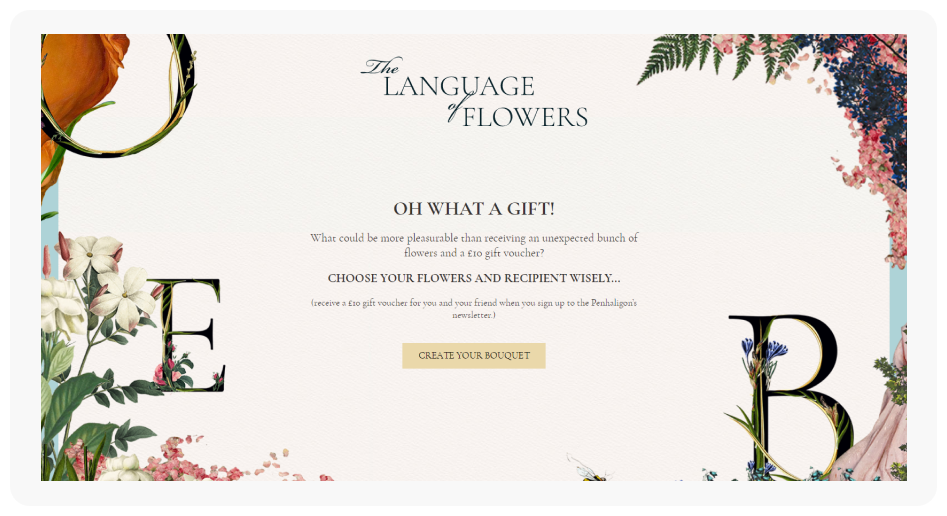 The
LANGUAGE
of
FLOWERS
OH WHAT A GIFT!
What could be more pleasurable than receiving an unexpected bunch of
flowers and a £10 gift voucher?
CHOOSE YOUR FLOWERS AND RECIPIENT WISELY...
(receive a £10 gift voucher for you and your friend when you sign up to the Penhaligon's
newsletter.)
CREATE YOUR BOUQUET
E
B